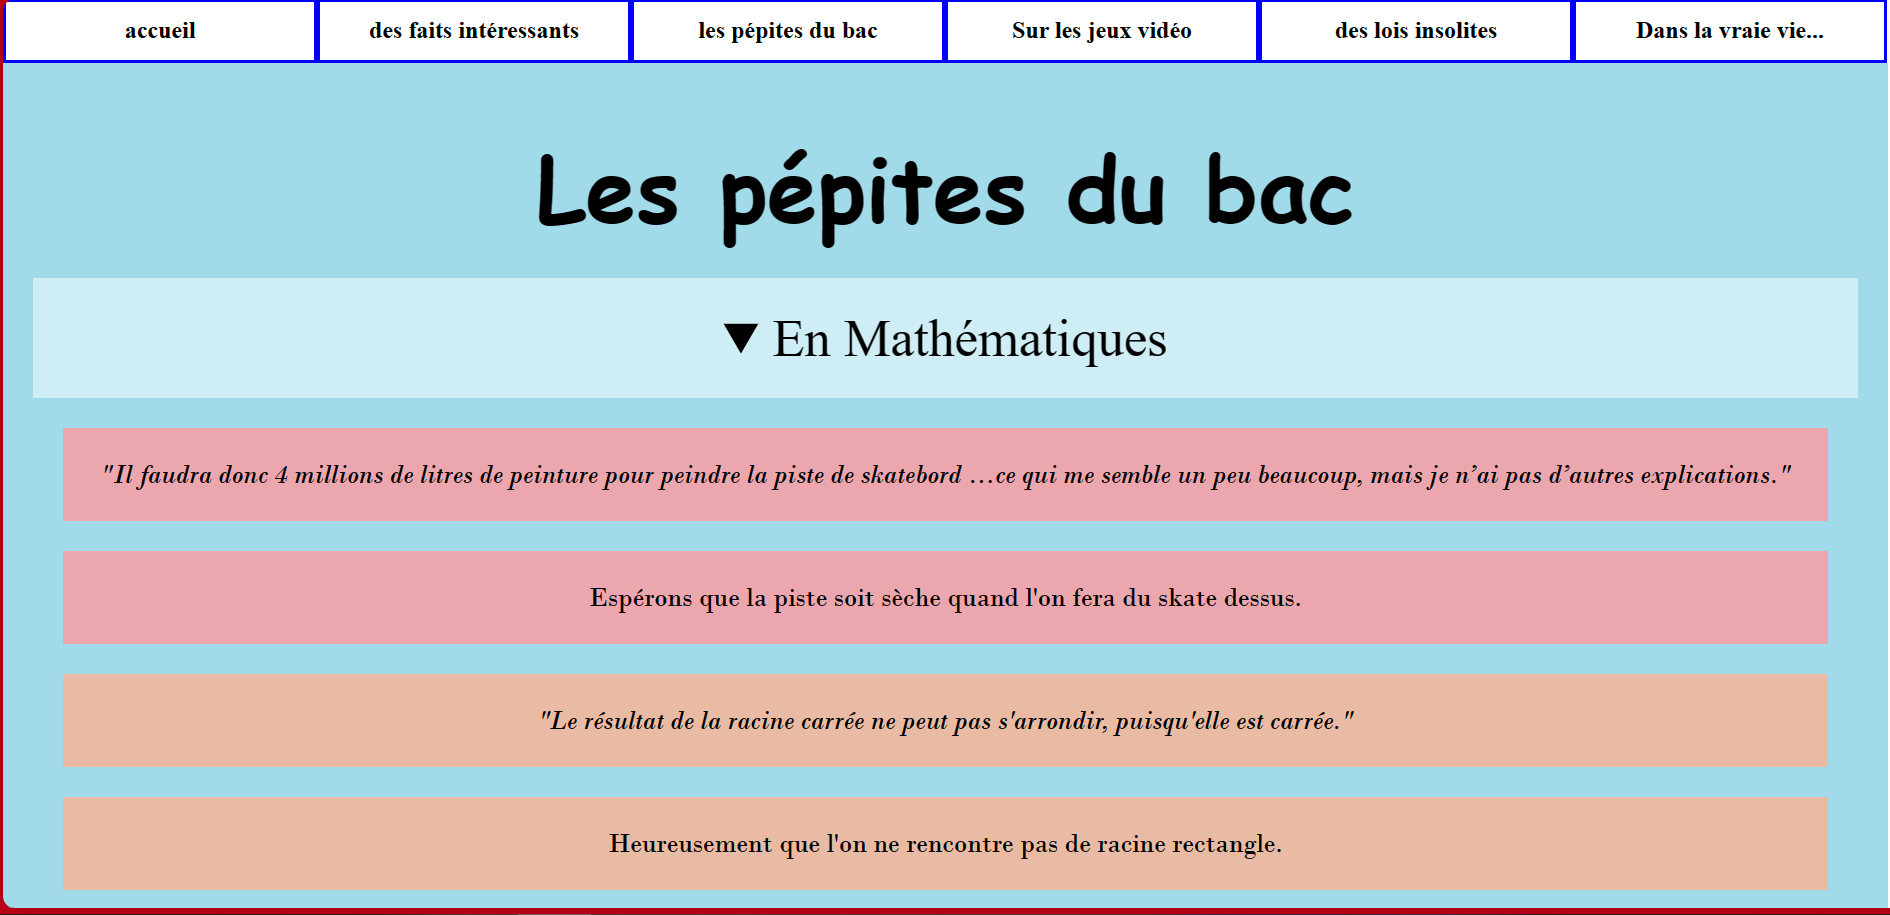 accueil
des faits intéressants
les pépites du bac
Sur les jeux vidéo
des lois insolites
Dans la vraie vie...
Les pépites du bac
▼ En Mathématiques
"Il faudra donc 4 millions de litres de peinture pour peindre la piste de skatebord …ce qui me semble un peu beaucoup, mais je n’ai pas d’autres explications."
Espérons que la piste soit sèche quand l'on fera du skate dessus.
"Le résultat de la racine carrée ne peut pas s'arrondir, puisqu'elle est carrée."
Heureusement que l'on ne rencontre pas de racine rectangle.